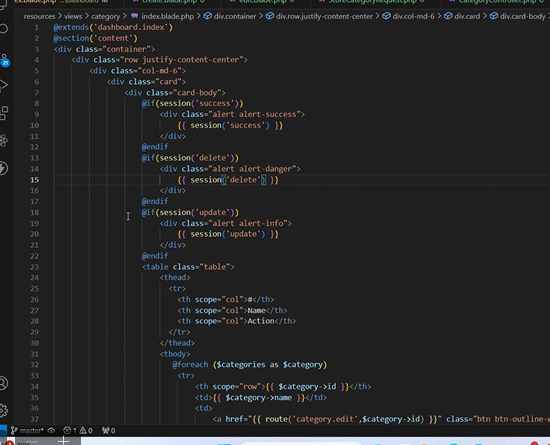 ex.blade.php ...\dashboard create.blade.php edit.blade.php StoreCategoryRequest.php CategoryController.php
resources > views > category > index.blade.php > div.container > div.row.justify-content-center > div.col-md-6 > div.card > div.card-body
1 @extends('dashboard.index')
2 @section('content')
3 <div class="container">
4 <div class="row justify-content-center">
5 <div class="col-md-6">
6 <div class="card">
7 <div class="card-body">
8 @if(session('success'))
9 <div class="alert alert-success">
10 {{ session('success') }}
11 </div>
12 @endif
13 @if(session('delete'))
14 <div class="alert alert-danger">
15 {{ session('delete') }}
16 </div>
17 @endif
18 @if(session('update'))
19 <div class="alert alert-info">
20 {{ session('update') }}
21 </div>
22 @endif
23 <table class="table">
24 <thead>
25 <tr>
26 <th scope="col">#</th>
27 <th scope="col">Name</th>
28 <th scope="col">Action</th>
29 </tr>
30 </thead>
31 <tbody>
32 @foreach ($categories as $category)
33 <tr>
34 <th scope="row">{{ $category->id }}</th>
35 <td>{{ $category->name }}</td>
36 <td>
37 <a href="{{ route('category.edit',$category->id) }}" class="btn btn-outline-
21
master* 1 0 0